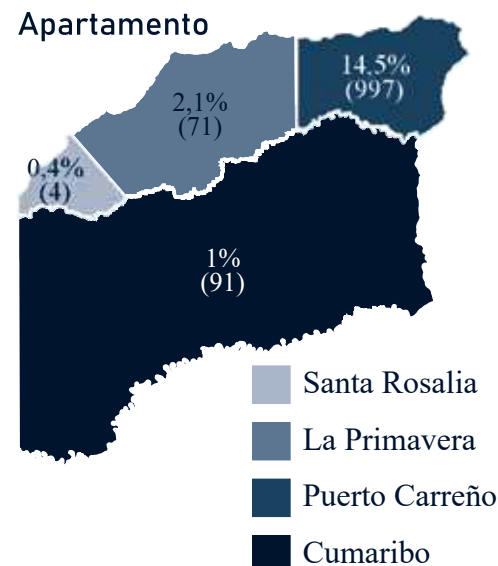 Apartamento
14.5%
(997)
2,1%
(71)
0,4%
(4)
1%
(91)
Santa Rosalia
La Primavera
Puerto Carreño
Cumaribo